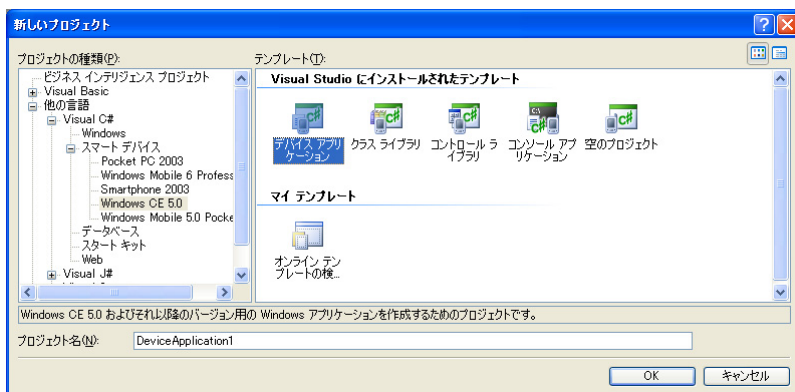 新しいプロジェクト
プロジェクトの種類(P):
テンプレート(T):
ビジネス インテリジェンス プロジェクト
Visual Basic
他の言語
Visual C#
Windows
スマート デバイス
Pocket PC 2003
Windows Mobile 6 Profess
Smartphone 2003
Windows CE 5.0
Windows Mobile 5.0 Pocke
データベース
スタート キット
Web
Visual J#
Visual Studio にインストールされたテンプレート
デバイス アプリ
ケーション
クラス ライブラリ
コントロール ラ
イブラリ
コンソール アプ
リケーション
空のプロジェクト
マイ テンプレート
オンライン テン
プレートの検...
Windows CE 5.0 およびそれ以降のバージョン用の Windows アプリケーションを作成するためのプロジェクトです。
プロジェクト名(N):
DeviceApplication1
OK
キャンセル